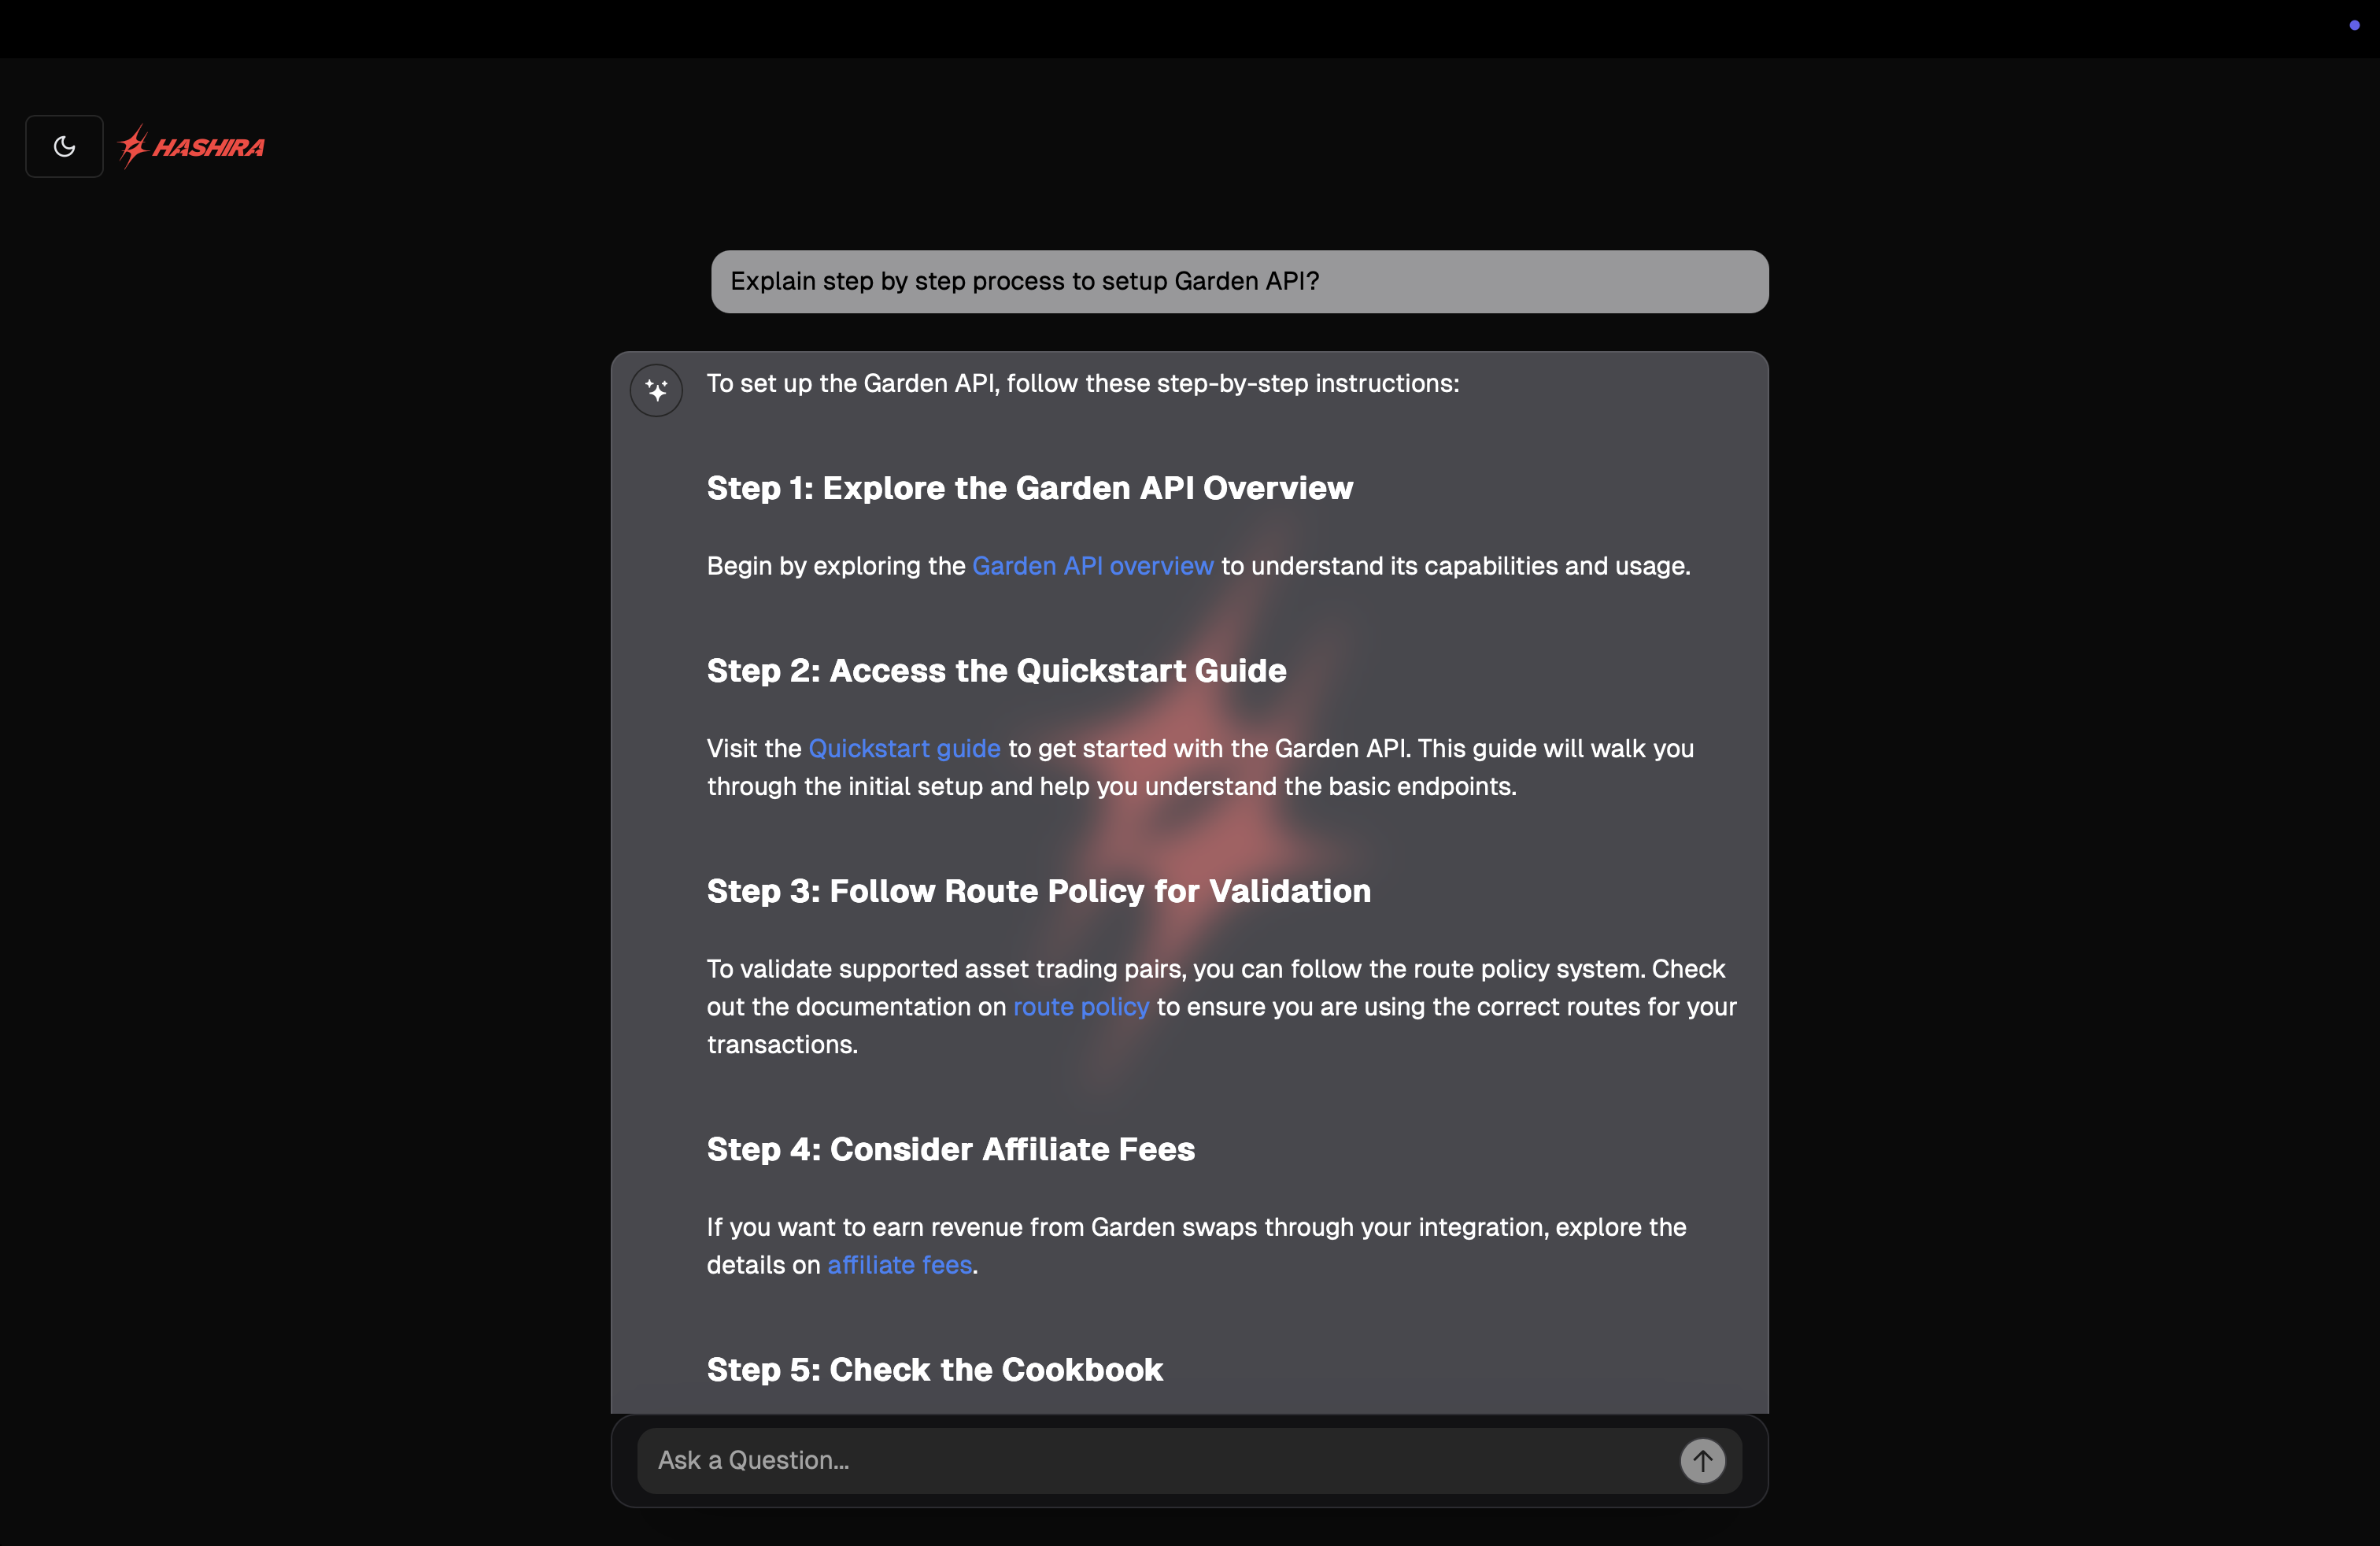 HASHIRA
Explain step by step process to setup Garden API?
To set up the Garden API, follow these step-by-step instructions:
Step 1: Explore the Garden API Overview
Begin by exploring the Garden API overview to understand its capabilities and usage.
Step 2: Access the Quickstart Guide
Visit the Quickstart guide to get started with the Garden API. This guide will walk you
through the initial setup and help you understand the basic endpoints.
Step 3: Follow Route Policy for Validation
To validate supported asset trading pairs, you can follow the route policy system. Check
out the documentation on route policy to ensure you are using the correct routes for your
transactions.
Step 4: Consider Affiliate Fees
If you want to earn revenue from Garden swaps through your integration, explore the
details on affiliate fees.
Step 5: Check the Cookbook
Ask a Question...